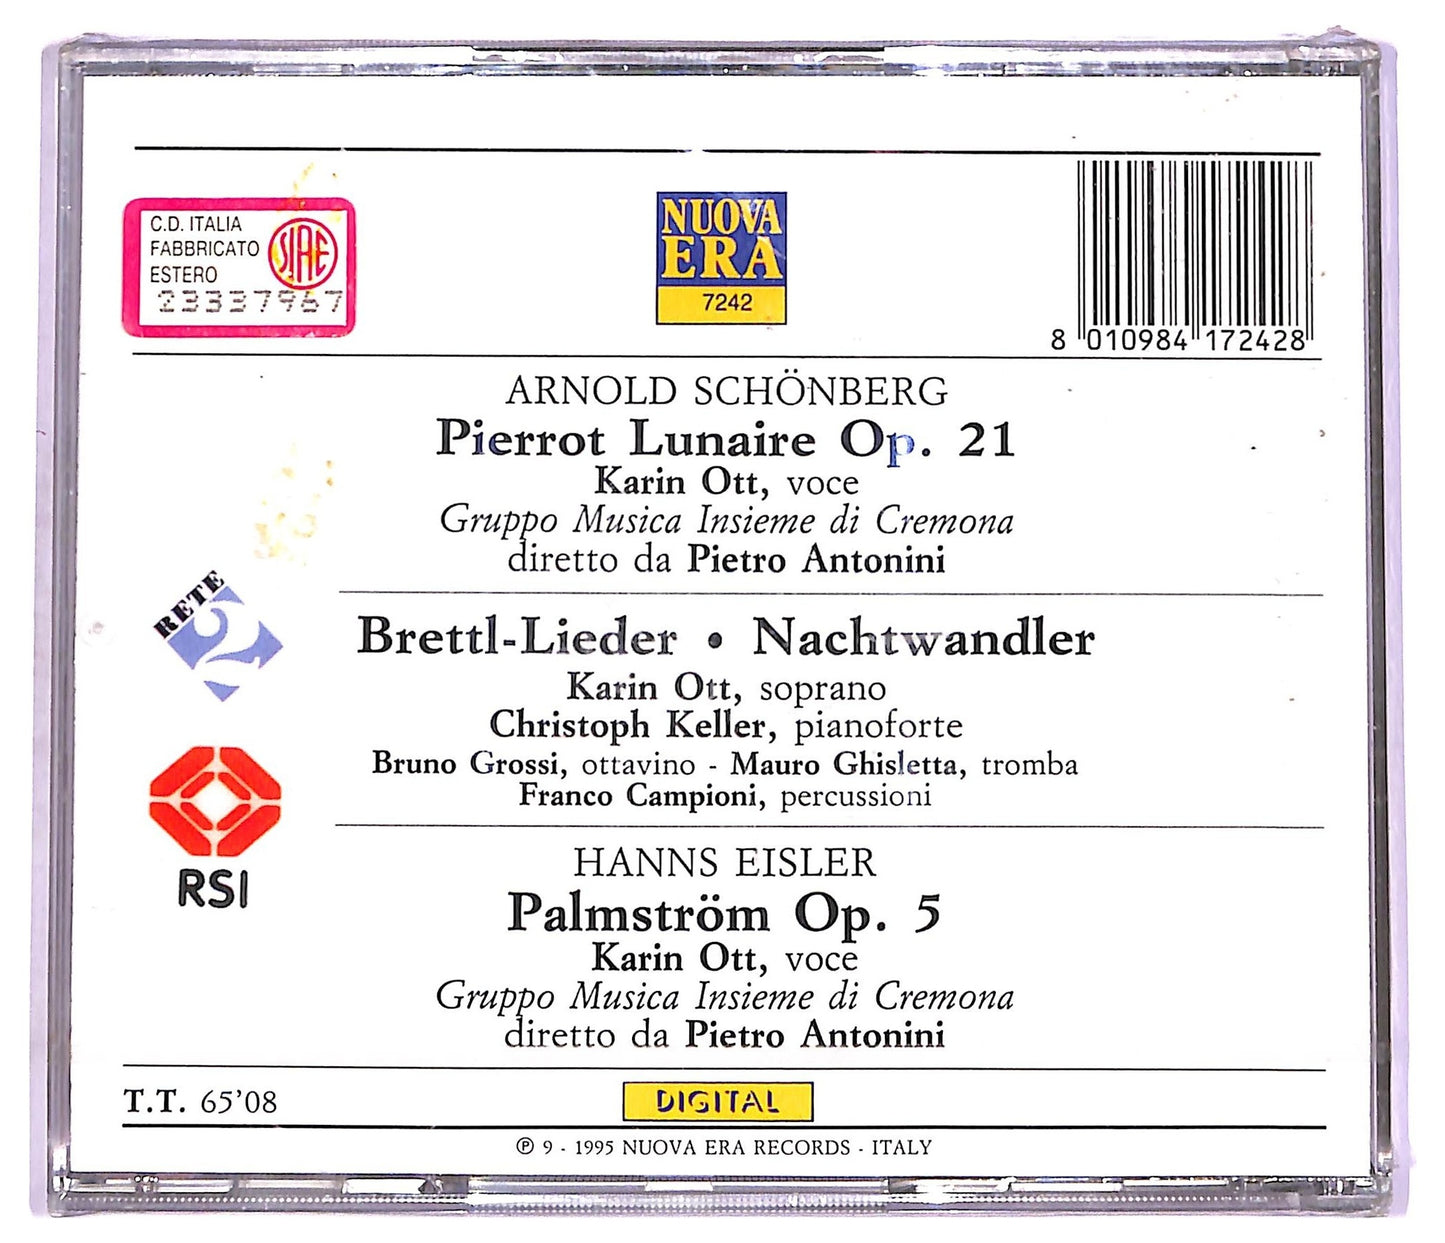 C.D. ITALIA
FABBRICATO
ESTERO
SIAE
23337967
NUOVA
ERA
7242
8 010984 172428
ARNOLD SCHÖNBERG
Pierrot Lunaire Op. 21
Karin Ott, voce
Gruppo Musica Insieme di Cremona
diretto da Pietro Antonini
RETE
2
Brettl-Lieder • Nachtwandler
Karin Ott, soprano
Christoph Keller, pianoforte
Bruno Grossi, ottavino - Mauro Ghisletta, tromba
Franco Campioni, percussioni
RSI
HANNS EISLER
Palmström Op. 5
Karin Ott, voce
Gruppo Musica Insieme di Cremona
diretto da Pietro Antonini
T.T. 65'08
DIGITAL
℗ 9 - 1995 NUOVA ERA RECORDS - ITALY